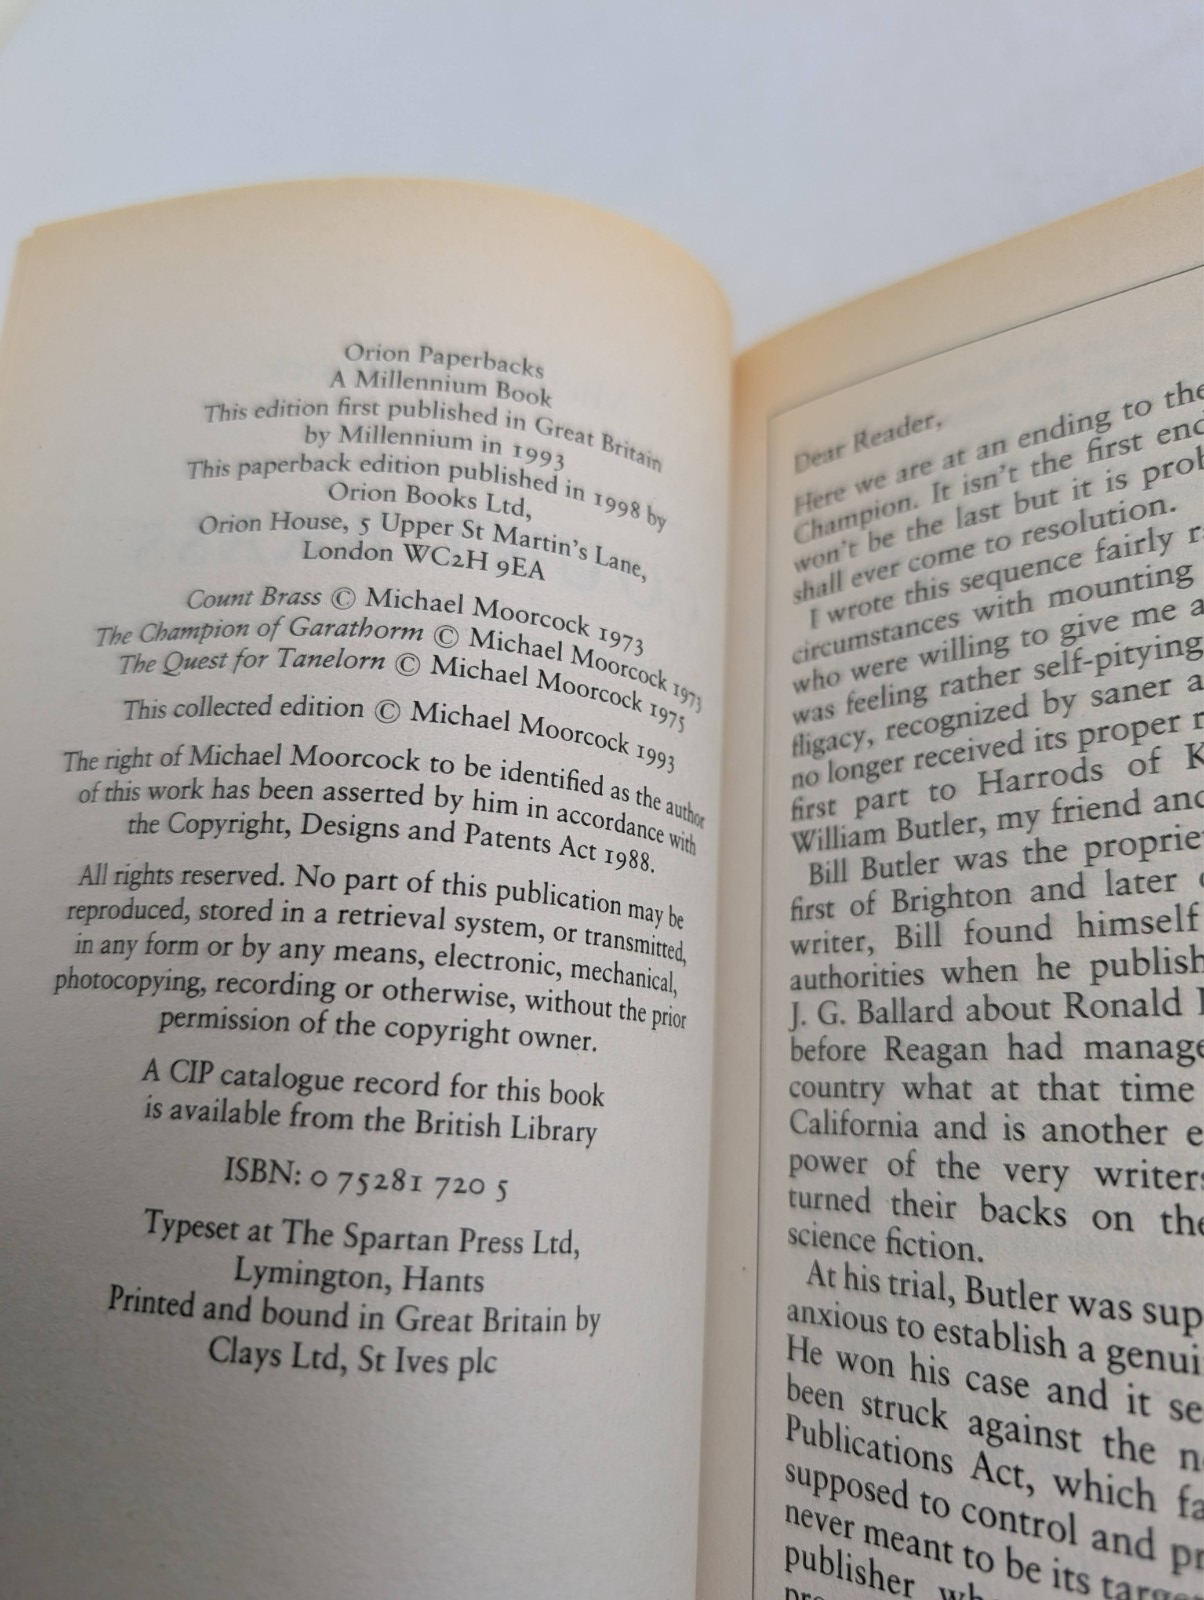 Orion Paperbacks
A Millennium Book
This edition first published in Great Britain
by Millennium in 1993
This paperback edition published in 1998 by
Orion Books Ltd,
Orion House, 5 Upper St Martin's Lane,
London WC2H 9EA
Count Brass © Michael Moorcock 1973
The Champion of Garathorm © Michael Moorcock 1973
The Quest for Tanelorn © Michael Moorcock 1975
This collected edition © Michael Moorcock 1993
The right of Michael Moorcock to be identified as the author
of this work has been asserted by him in accordance with
the Copyright, Designs and Patents Act 1988.
All rights reserved. No part of this publication may be
reproduced, stored in a retrieval system, or transmitted,
in any form or by any means, electronic, mechanical,
photocopying, recording or otherwise, without the prior
permission of the copyright owner.
A CIP catalogue record for this book
is available from the British Library
ISBN: 0 75281 720 5
Typeset at The Spartan Press Ltd,
Lymington, Hants
Printed and bound in Great Britain by
Clays Ltd, St Ives plc
Dear Reader,
Here we are at an ending to the
Champion. It isn't the first enc
won't be the last but it is prob
shall ever come to resolution.
I wrote this sequence fairly ra
circumstances with mounting
who were willing to give me a
was feeling rather self-pitying
fligacy, recognized by saner a
no longer received its proper r
first part to Harrods of K
William Butler, my friend and
Bill Butler was the proprie
first of Brighton and later
writer, Bill found himself
authorities when he publish
J. G. Ballard about Ronald
before Reagan had manage
country what at that time
California and is another e
power of the very writers
turned their backs on the
science fiction.
At his trial, Butler was sup
anxious to establish a genui
He won his case and it se
been struck against the n
Publications Act, which fa
supposed to control and pr
never meant to be its targe
publisher wh